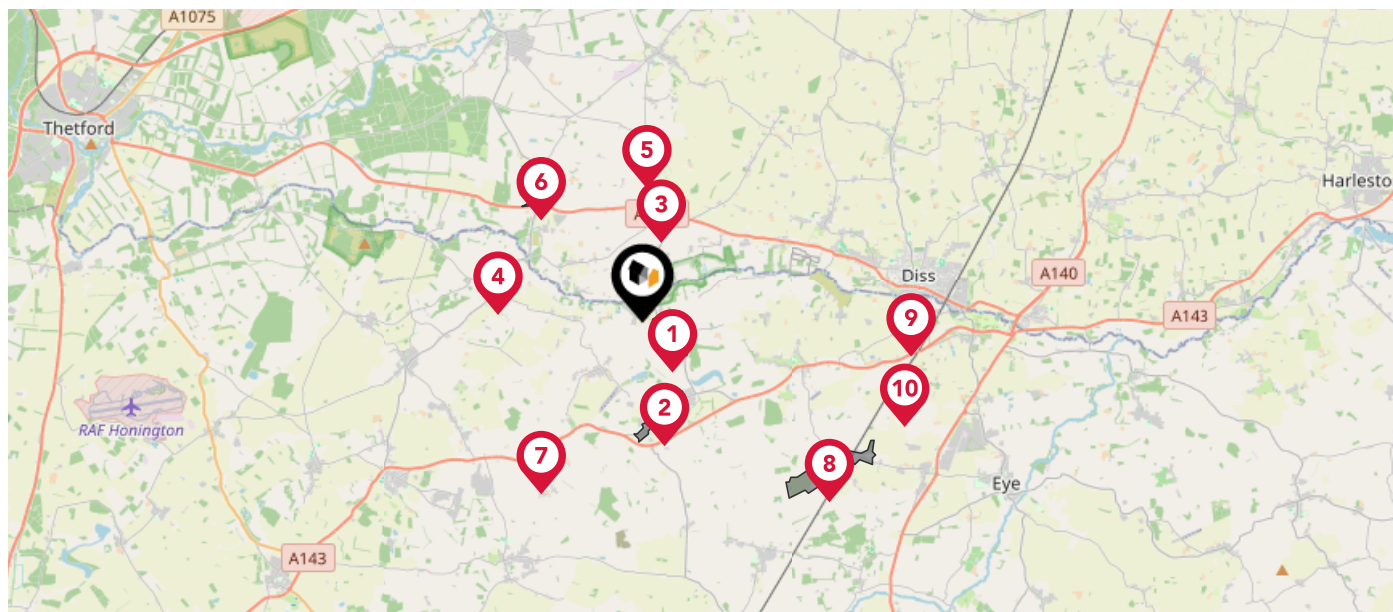 A1075
Thetford
5
6
3
Harlesto
4
Diss
A140
9
A143
1
10
2
RAF Honington
7
8
Eye
A143